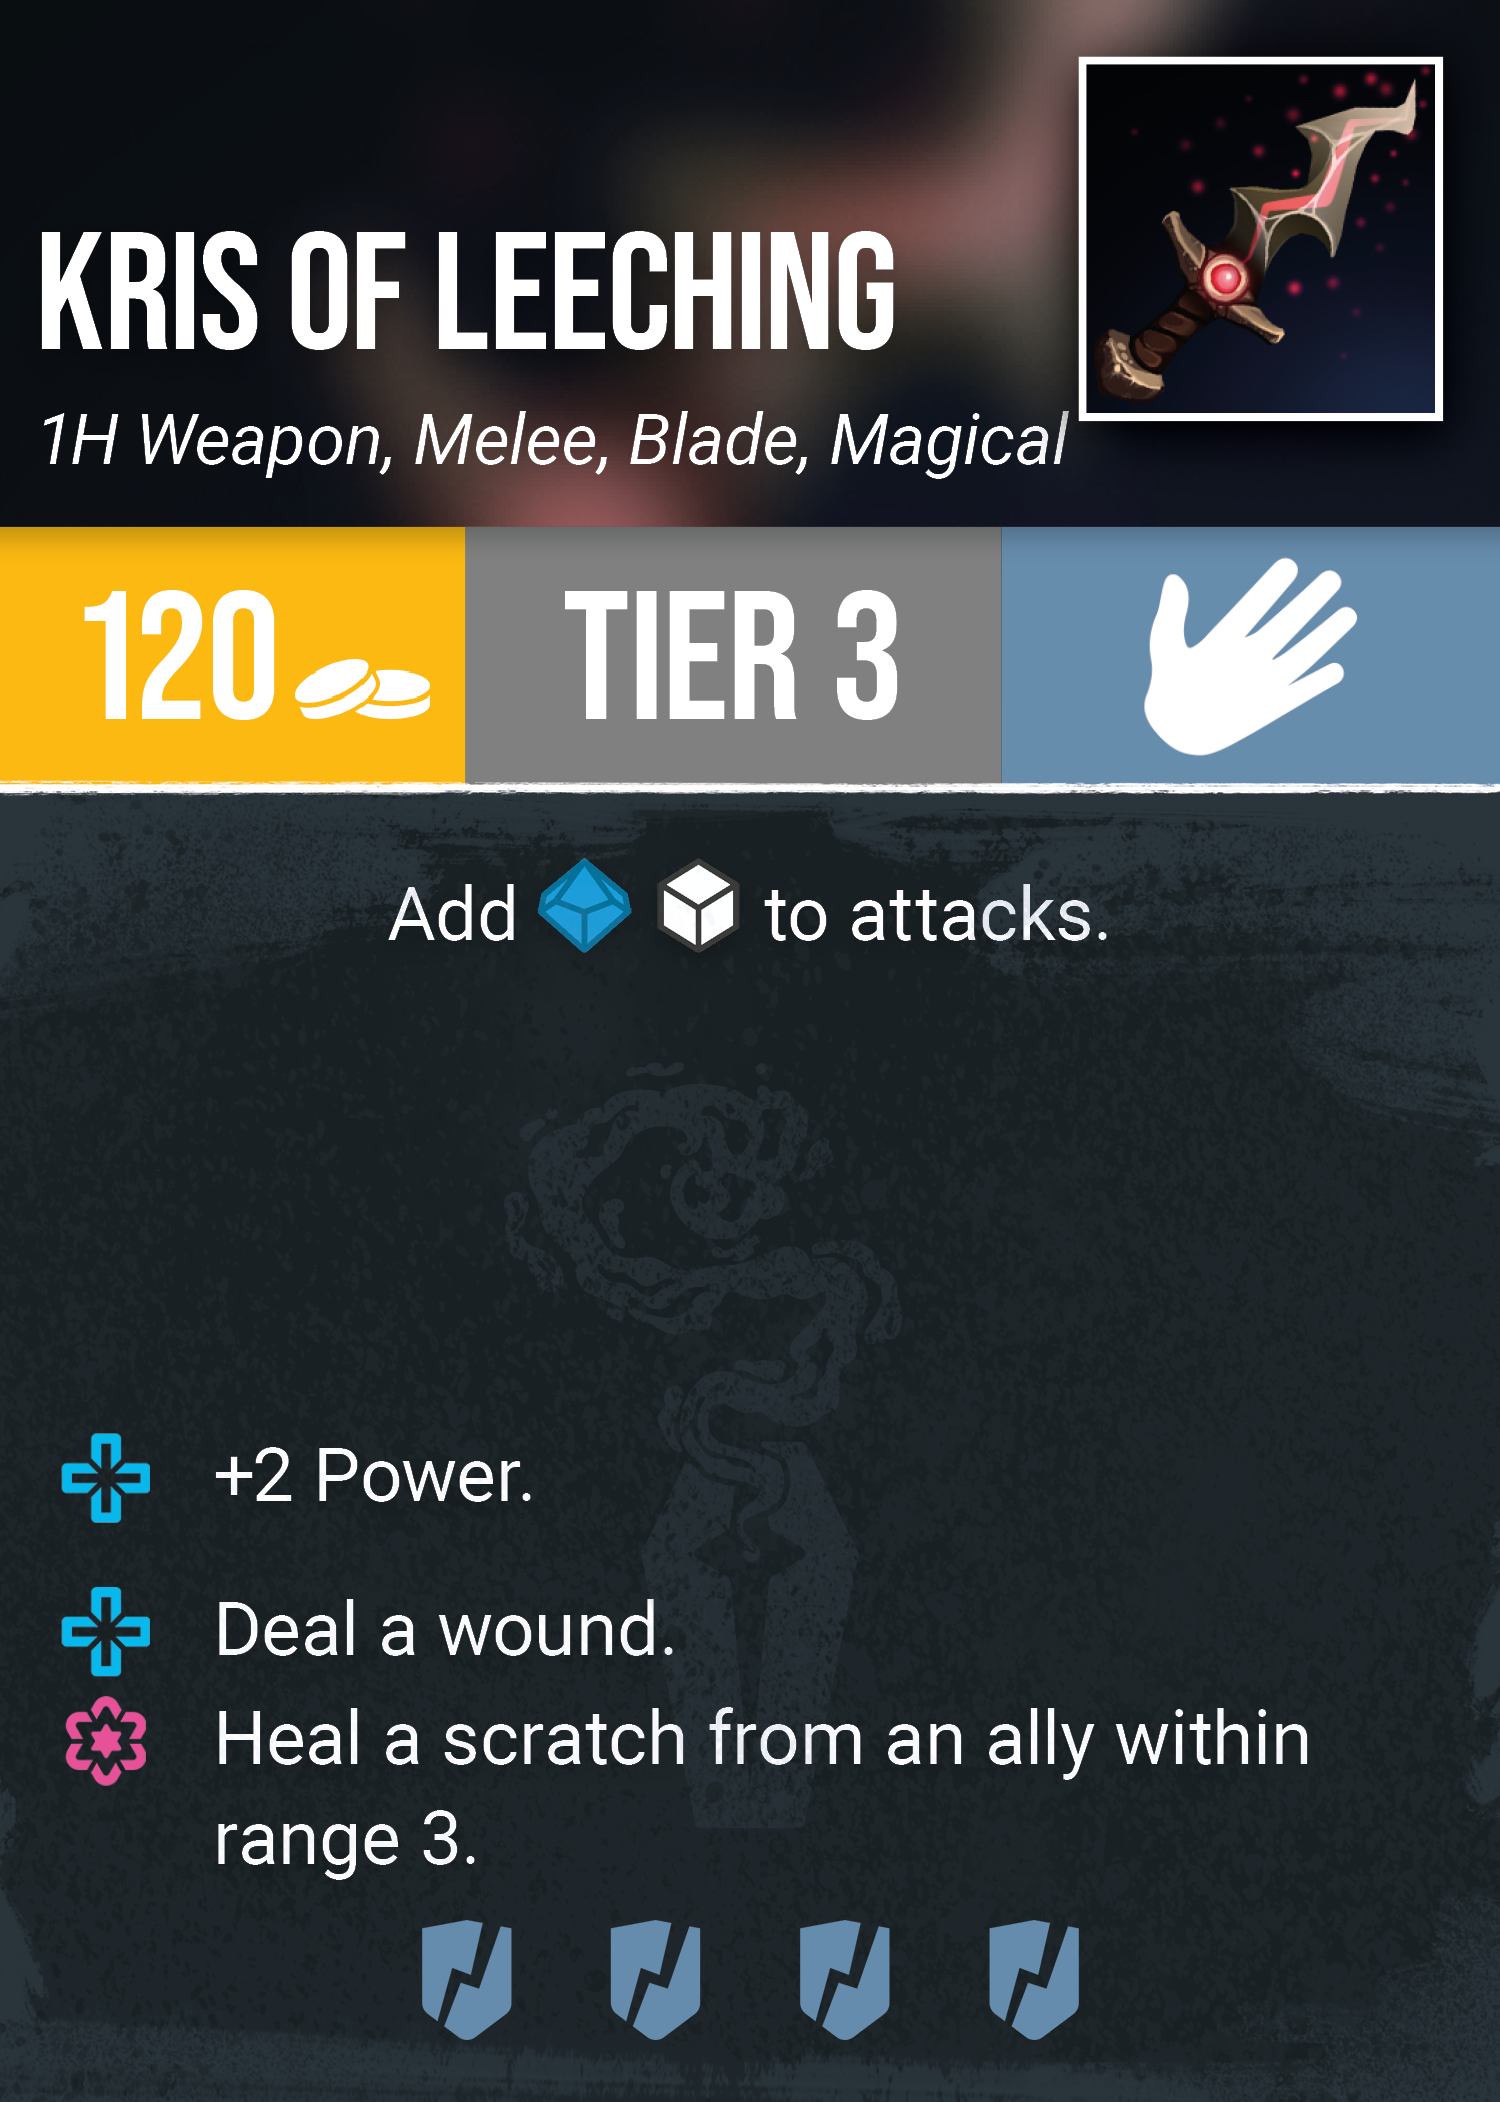 KRIS OF LEECHING
1H Weapon, Melee, Blade, Magical
120
TIER 3
Add to attacks.
+2 Power.
Deal a wound.
Heal a scratch from an ally within
range 3.